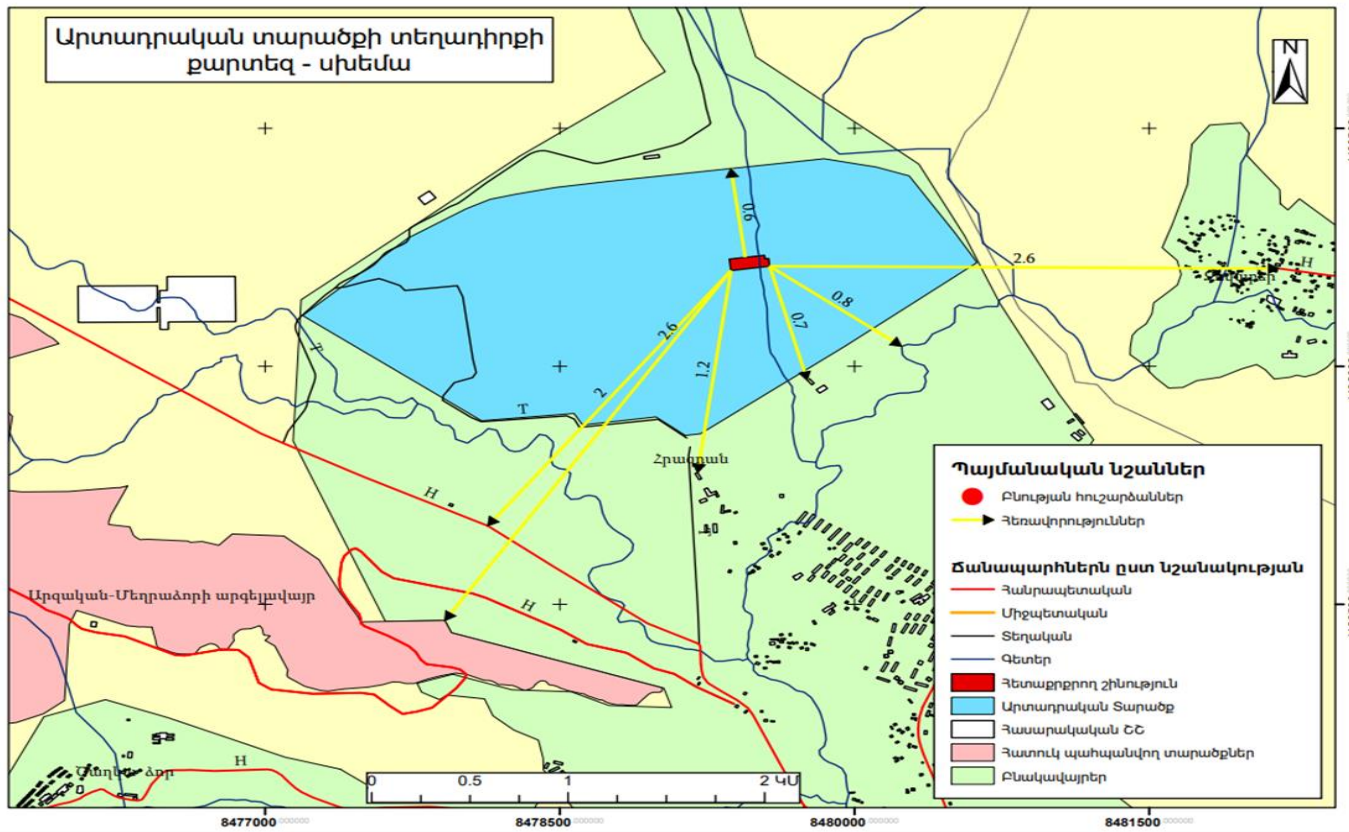 Արտադրական տարածքի տեղադիրքի
քարտեզ - սխեմա
N
0.6
2.6
H
0.8
2.6
0.7
T
1.2
2
T
Հրազդան
H
Պայմանական նշաններ
Բնության հուշարձաններ
Հեռավորություններ
Ճանապարհներն ըստ նշանակության
Հանրապետական
Միջպետական
Տեղական
Գետեր
Հետաքրքրող շինություն
Արտադրական Տարածք
Հասարակական ՇՇ
Հատուկ պահպանվող տարածքներ
Բնակավայրեր
Արզական-Մեղրաձորի արգելավայր
H
H
0 0.5 1 2 ԿՄ
8477000 8478500 8480000 8481500